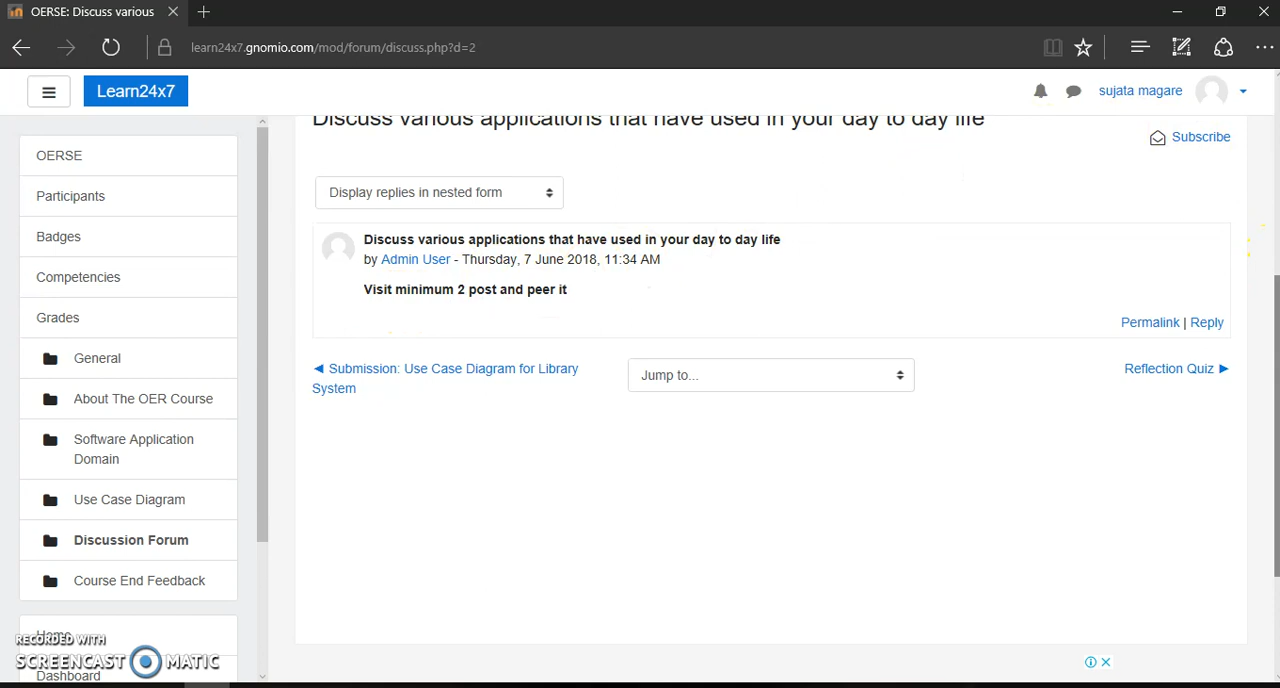 OERSE: Discuss various
learn24x7.gnomio.com/mod/forum/discuss.php?d=2
Learn24x7
sujata magare
Discuss various applications that have used in your day to day life
Subscribe
OERSE
Participants
Badges
Competencies
Grades
General
About The OER Course
Software Application
Domain
Use Case Diagram
Discussion Forum
Course End Feedback
Home
Dashboard
Display replies in nested form
Discuss various applications that have used in your day to day life
by Admin User - Thursday, 7 June 2018, 11:34 AM
Visit minimum 2 post and peer it
Permalink | Reply
◄ Submission: Use Case Diagram for Library
System
Jump to...
Reflection Quiz ►
RECORDED WITH
SCREENCAST MATIC